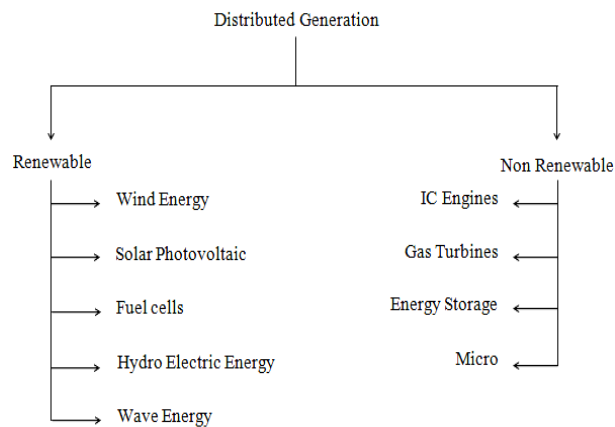 Distributed Generation
Renewable
Wind Energy
Solar Photovoltaic
Fuel cells
Hydro Electric Energy
Wave Energy
Non Renewable
IC Engines
Gas Turbines
Energy Storage
Micro